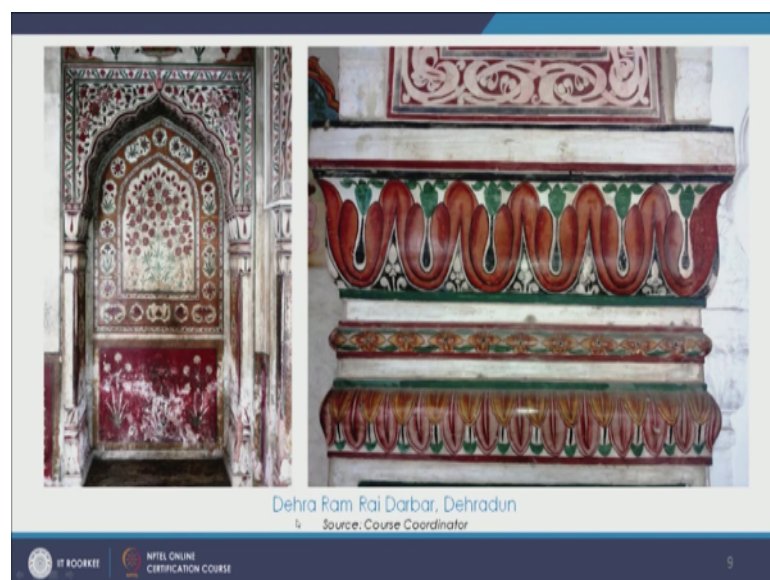 Dehra Ram Rai Darbar, Dehradun
Source: Course Coordinator
IIT ROORKEE
NPTEL ONLINE
CERTIFICATION COURSE
9